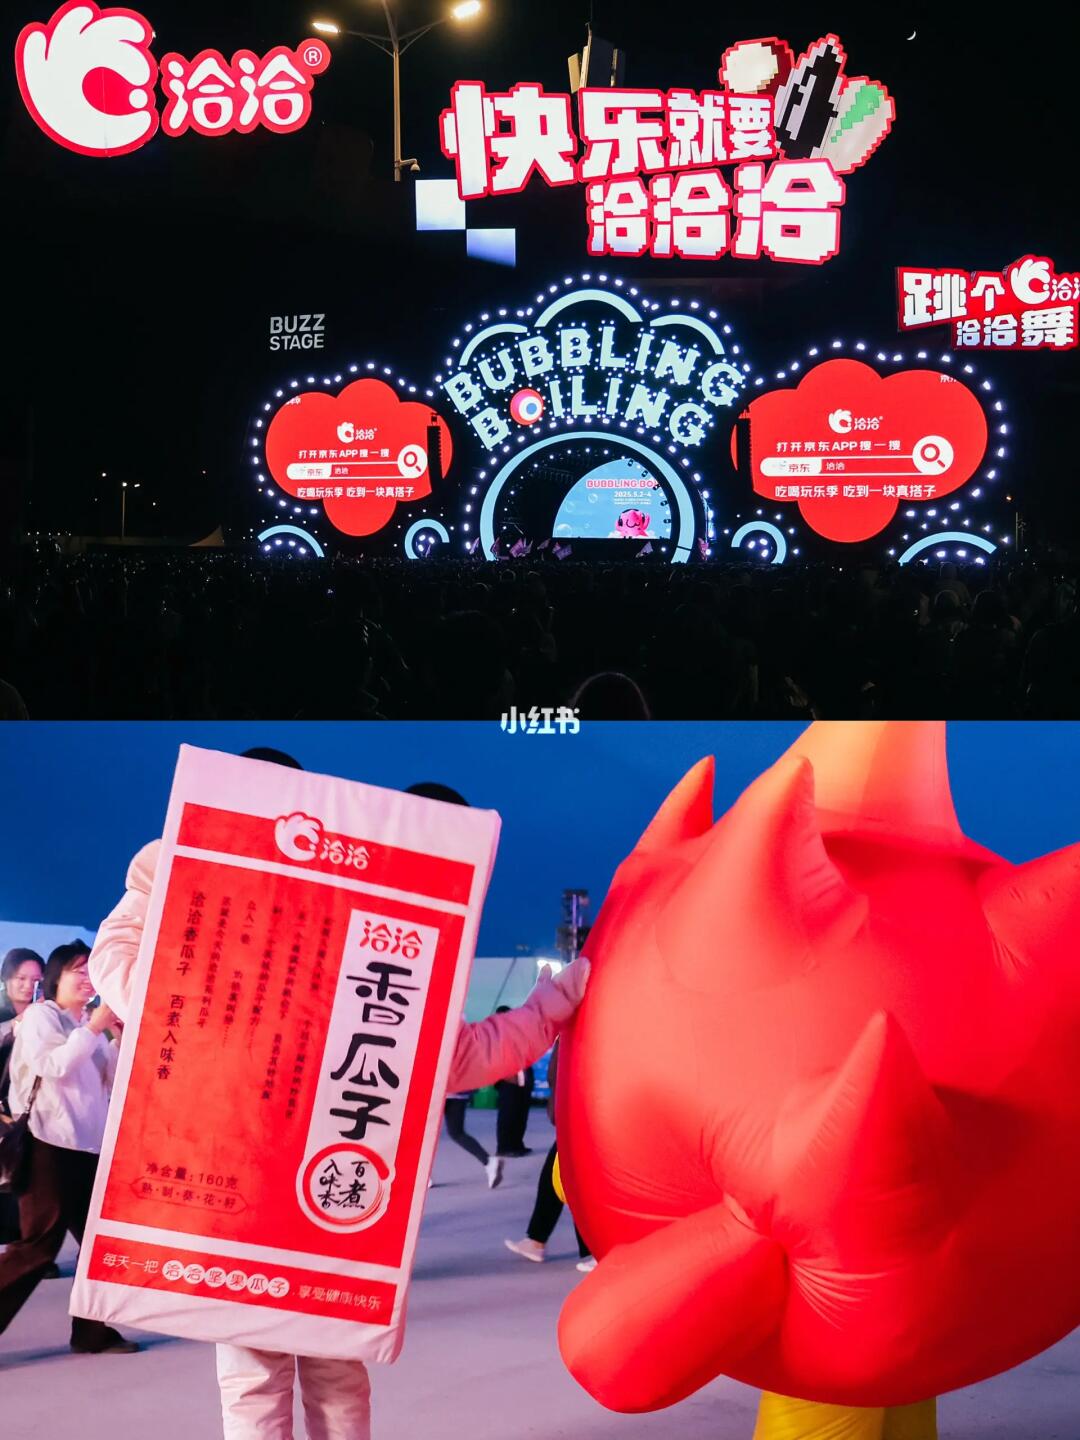 洽洽®
快乐就要
洽洽洽
跳个洽洽
洽洽舞
BUZZ
STAGE
BUBBLING
BOILING
洽洽
打开京东APP搜一搜
京东 洽洽
吃喝玩乐季 吃到一块真搭子
BUBBLING BO
2025.5.2-4
洽洽
打开京东APP搜一搜
京东 洽洽
吃喝玩乐季 吃到一块真搭子
小红书
洽洽
洽洽
香瓜子
百煮
入味香
洽洽香瓜子 百煮入味香
净含量:160克
熟·制·葵·花·籽
每天一把 洽洽坚果瓜子 · 享受健康快乐